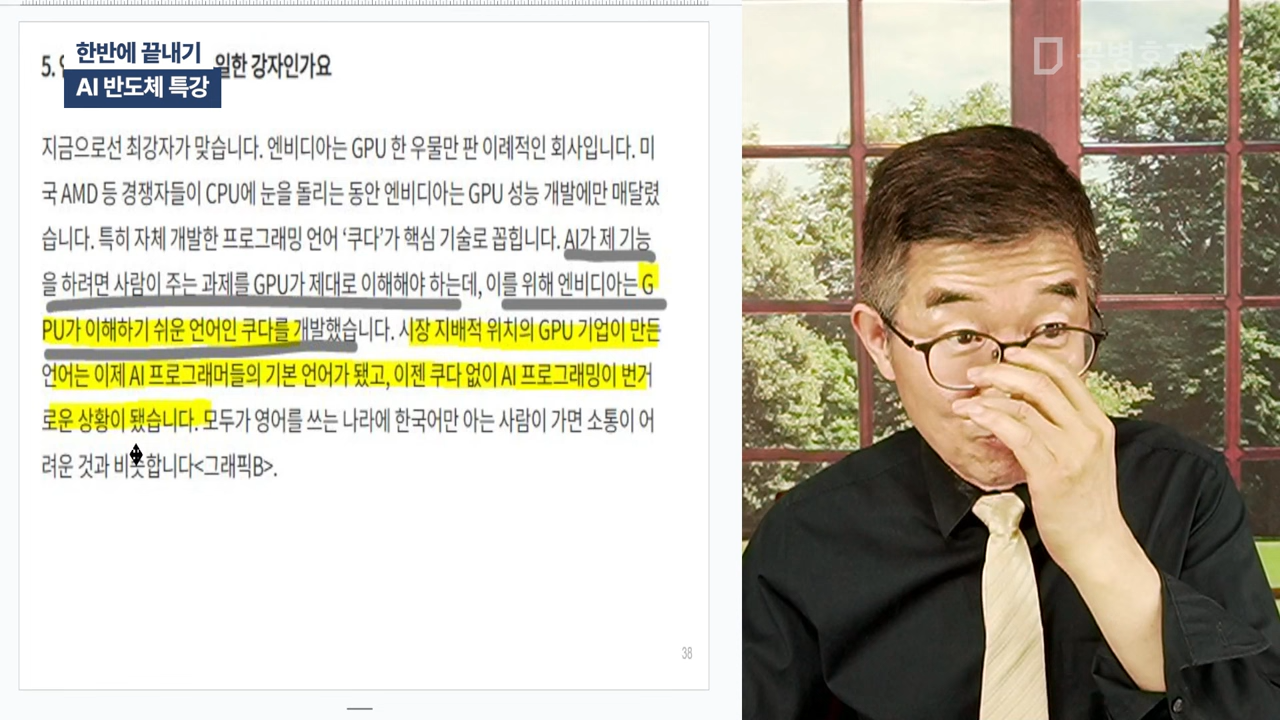 한반에 끝내기
AI 반도체 특강
5. 일한 강자인가요
지금으로선 최강자가 맞습니다. 엔비디아는 GPU 한 우물만 판 이례적인 회사입니다. 미
국 AMD 등 경쟁자들이 CPU에 눈을 돌리는 동안 엔비디아는 GPU 성능 개발에만 매달렸
습니다. 특히 자체 개발한 프로그래밍 언어 ‘쿠다’가 핵심 기술로 꼽힙니다. AI가 제 기능
을 하려면 사람이 주는 과제를 GPU가 제대로 이해해야 하는데, 이를 위해 엔비디아는 G
PU가 이해하기 쉬운 언어인 쿠다를 개발했습니다. 시장 지배적 위치의 GPU 기업이 만든
언어는 이제 AI 프로그래머들의 기본 언어가 됐고, 이젠 쿠다 없이 AI 프로그래밍이 번거
로운 상황이 됐습니다. 모두가 영어를 쓰는 나라에 한국어만 아는 사람이 가면 소통이 어
려운 것과 비슷합니다<그래픽B>.
38
공병호